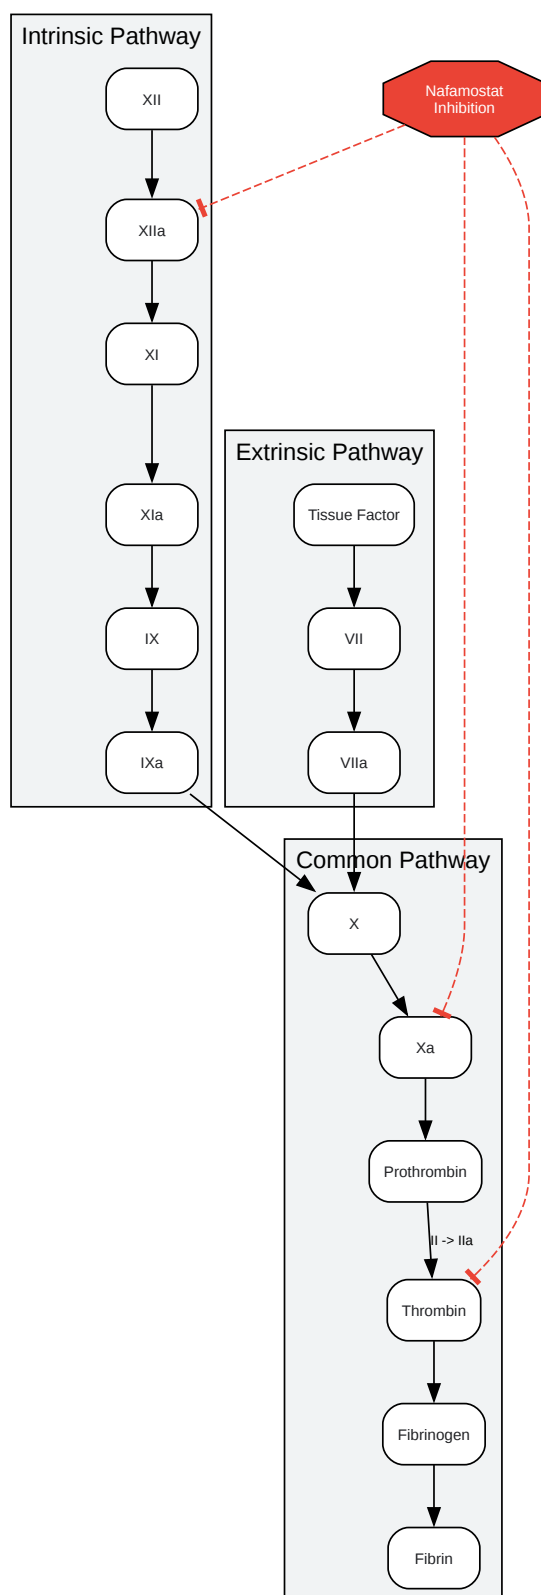 Intrinsic Pathway
XII
Nafamostat
Inhibition
XIIa
XI
Extrinsic Pathway
XIa
Tissue Factor
IX
VII
IXa
VIIa
Common Pathway
X
Xa
Prothrombin
II -> IIa
Thrombin
Fibrinogen
Fibrin